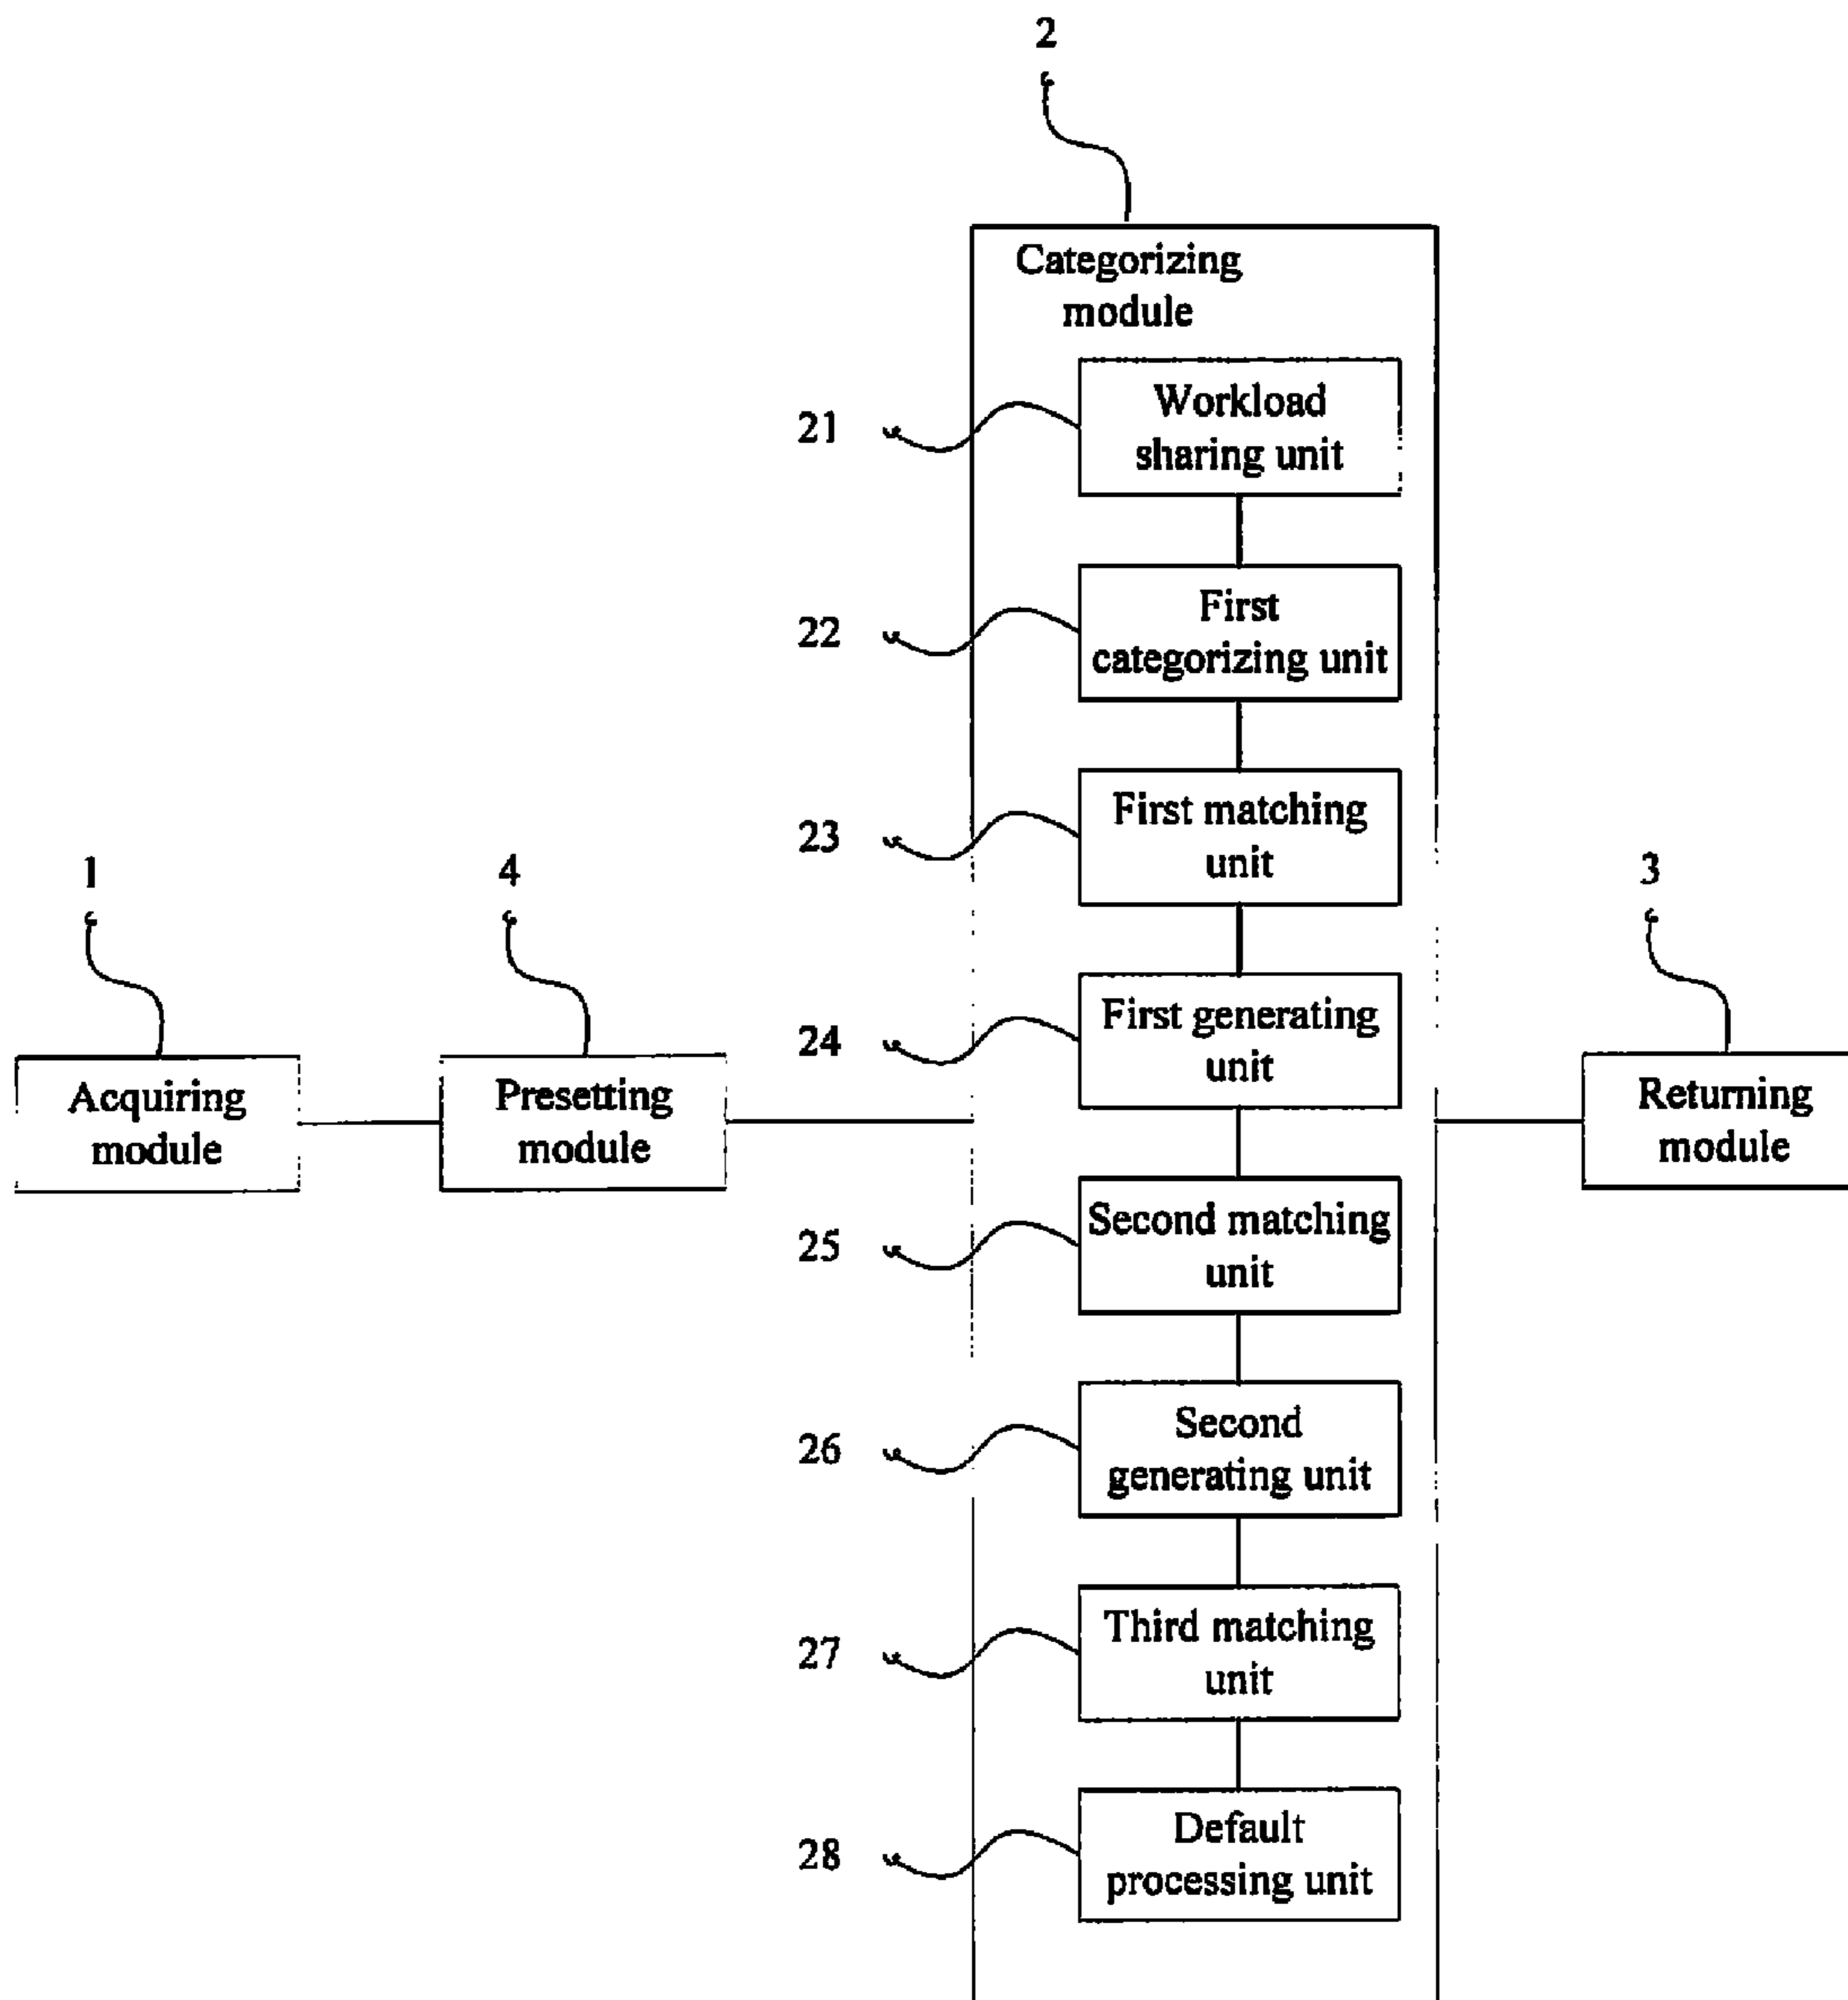 2
Categorizing
module
21
Workload
sharing unit
22
First
categorizing unit
23
First matching
unit
1
4
3
24
First generating
unit
Acquiring
module
Presetting
module
Returning
module
25
Second matching
unit
26
Second
generating unit
27
Third matching
unit
28
Default
processing unit